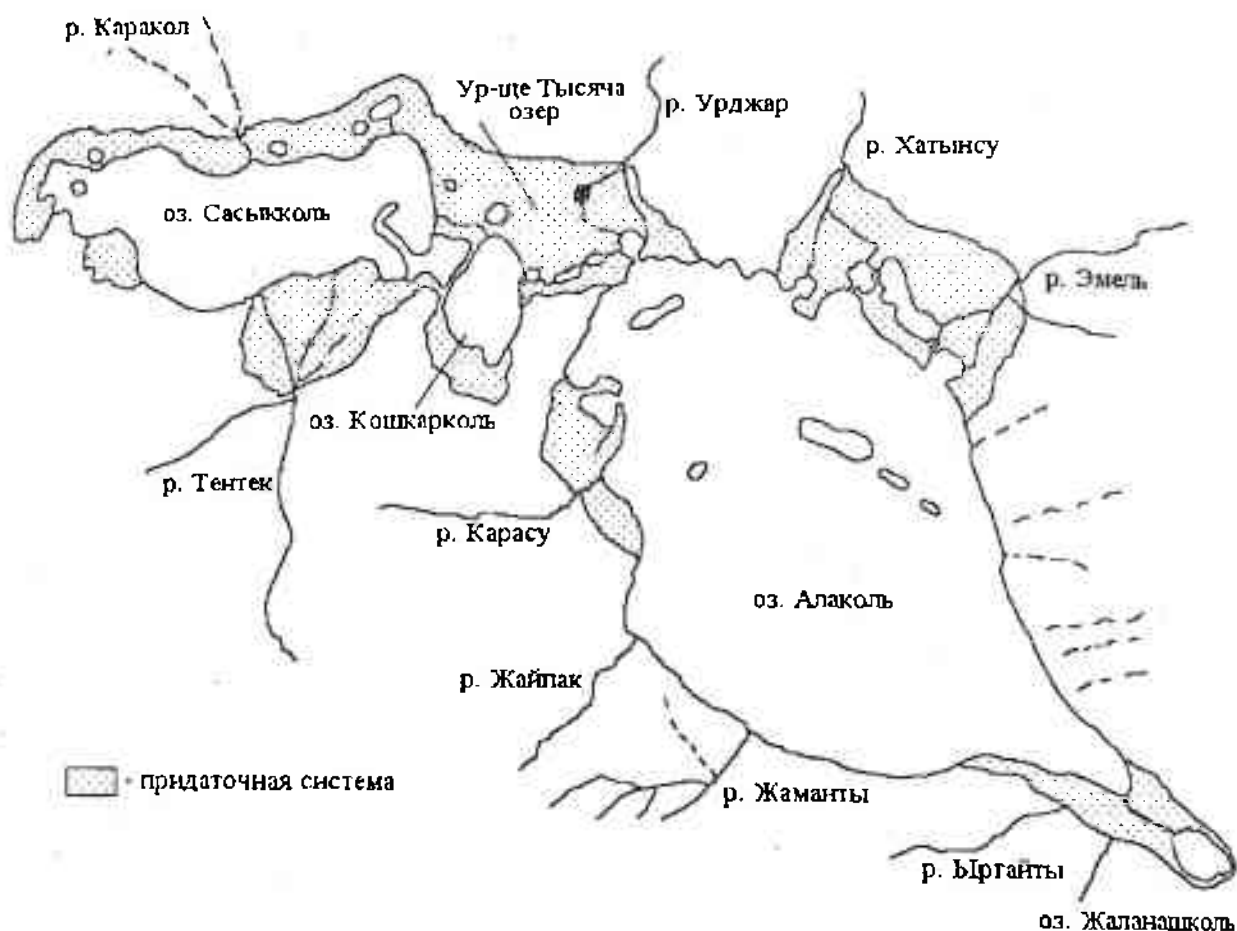 р. Каракол
Ур-ще Тысяча
озер
р. Урджар
р. Хатынсу
оз. Сасыкколь
р. Эмель
оз. Кошкарколь
р. Тентек
р. Карасу
оз. Алаколь
р. Жайпак
- придаточная система
р. Жаманты
р. Ырганты
оз. Жаланашколь